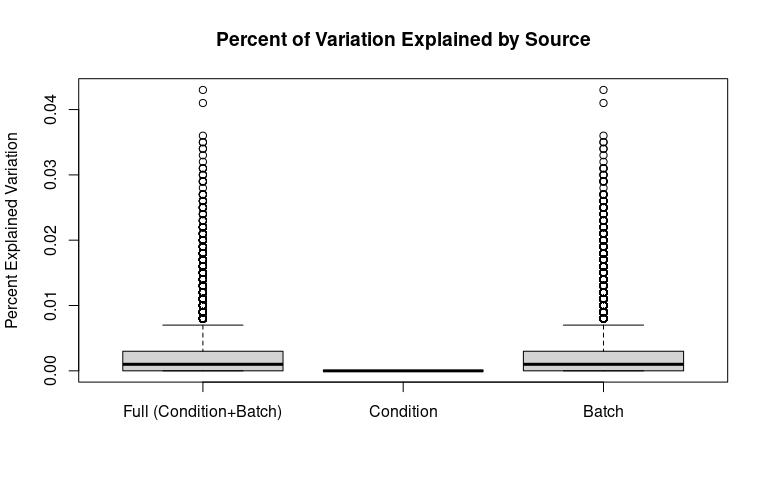 Percent of Variation Explained by Source
Percent Explained Variation
0.04
0.03
0.02
0.01
0.00
Full (Condition+Batch)
Condition
Batch